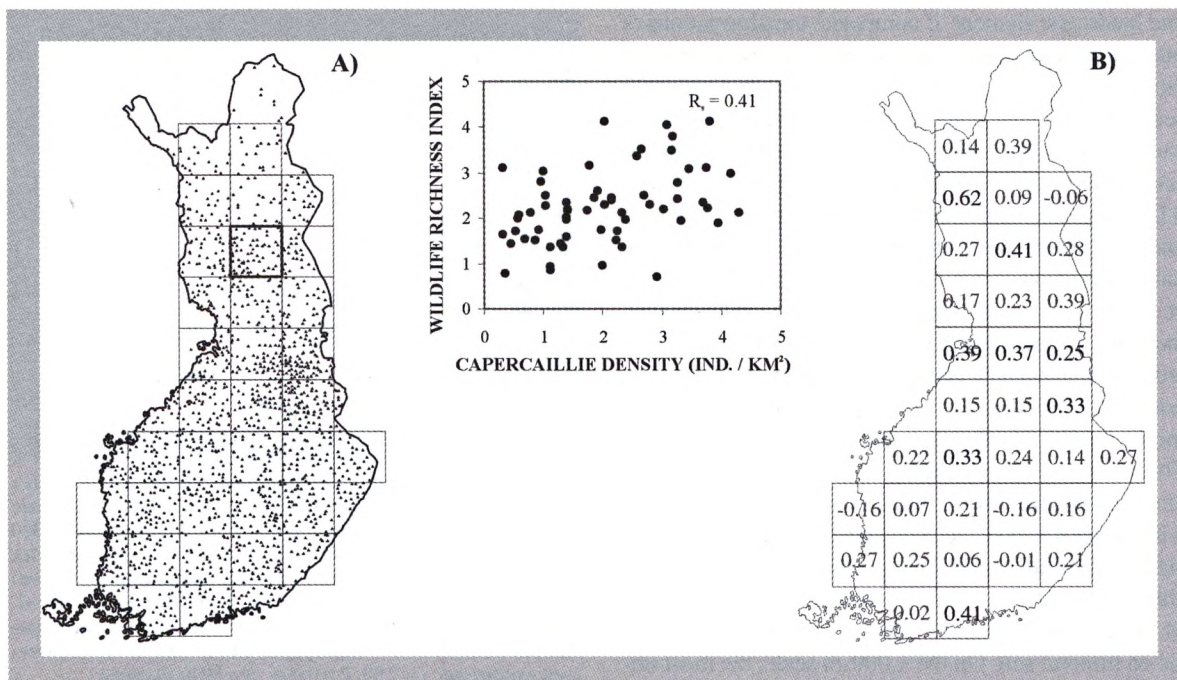 A)
WILDLIFE RICHNESS INDEX
5
4
3
2
1
0
R_s = 0.41
0 1 2 3 4 5
CAPERCAILLIE DENSITY (IND. / KM²)
B)
0.14 0.39
0.62 0.09 -0.06
0.27 0.41 0.28
0.17 0.23 0.39
0.39 0.37 0.25
0.15 0.15 0.33
0.22 0.33 0.24 0.14 0.27
-0.16 0.07 0.21 -0.16 0.16
0.27 0.25 0.06 -0.01 0.21
0.02 0.41